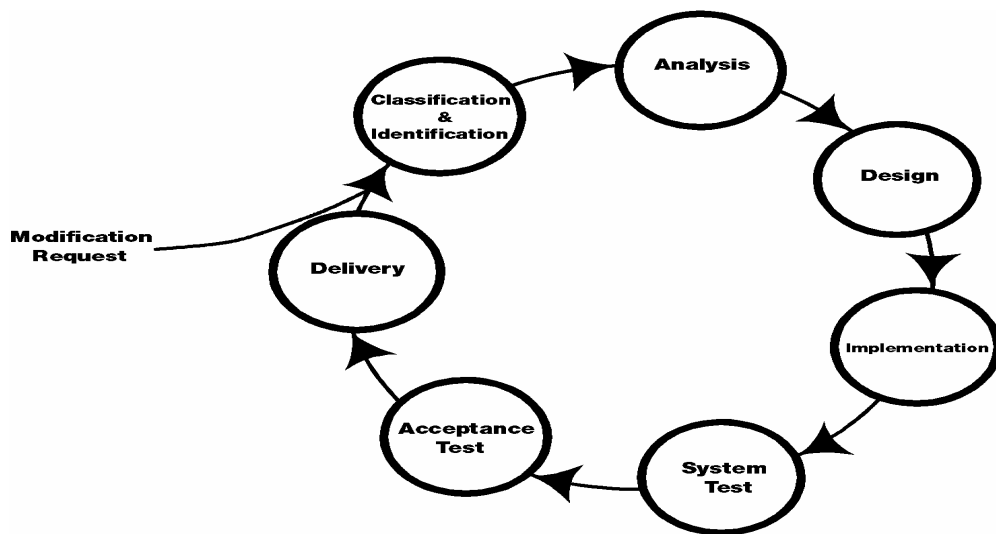 Analysis
Classification
&
Identification
Design
Modification
Request
Delivery
Implementation
Acceptance
Test
System
Test